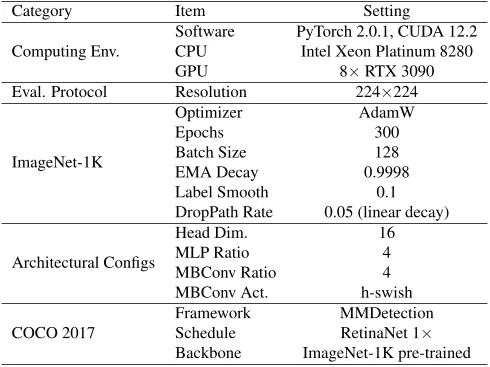 Category Item Setting
Software PyTorch 2.0.1, CUDA 12.2
Computing Env. CPU Intel Xeon Platinum 8280
GPU 8× RTX 3090
Eval. Protocol Resolution 224×224
Optimizer AdamW
Epochs 300
Batch Size 128
ImageNet-1K
EMA Decay 0.9998
Label Smooth 0.1
DropPath Rate 0.05 (linear decay)
Head Dim. 16
MLP Ratio 4
Architectural Configs
MBConv Ratio 4
MBConv Act. h-swish
Framework MMDetection
COCO 2017 Schedule RetinaNet 1×
Backbone ImageNet-1K pre-trained